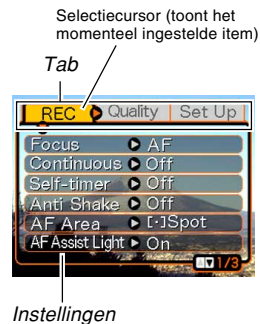 Selectiecursor (toont het
momenteel ingestelde item)
Tab
REC Quality Set Up
Focus AF
Continuous Off
Self-timer Off
Anti Shake Off
AF Area [·]Spot
AF Assist Light On
1/3
Instellingen